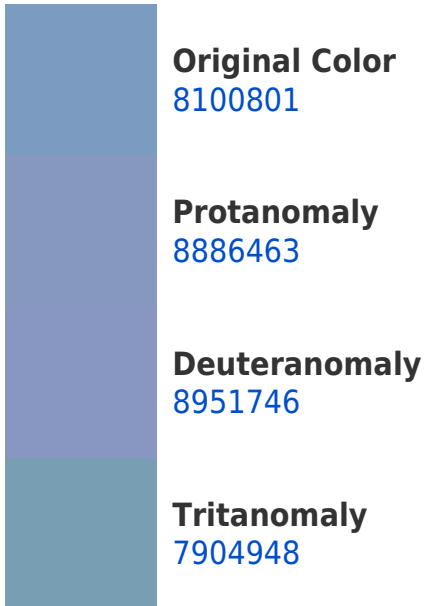 Original Color
8100801
Protanomaly
8886463
Deuteranomaly
8951746
Tritanomaly
7904948